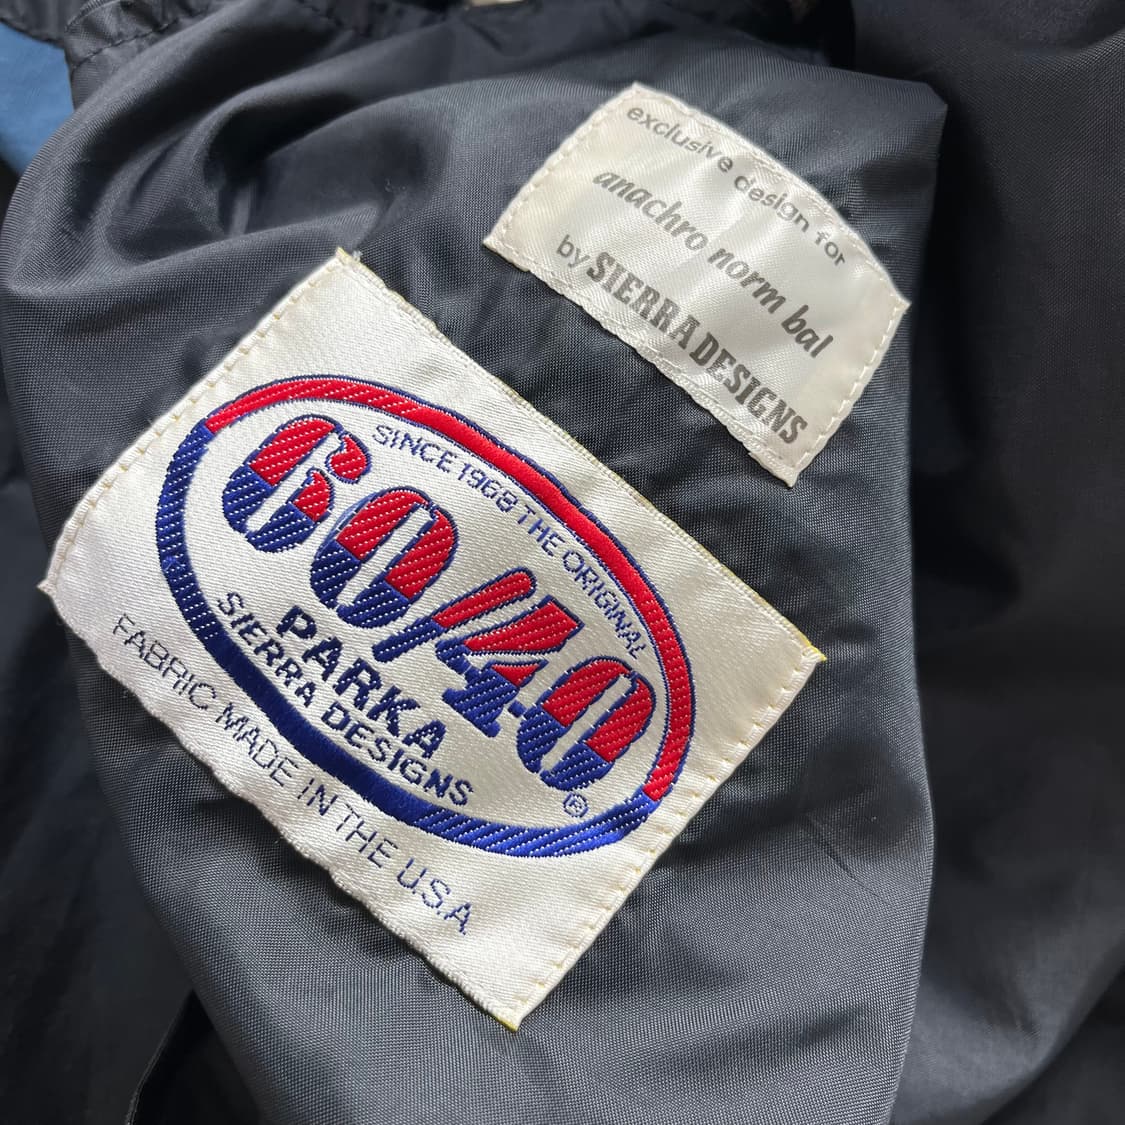 exclusive design for
anachro norm bal
by SIERRA DESIGNS
SINCE 1968 THE ORIGINAL
60/40
®
PARKA
SIERRA DESIGNS
FABRIC MADE IN THE U.S.A.